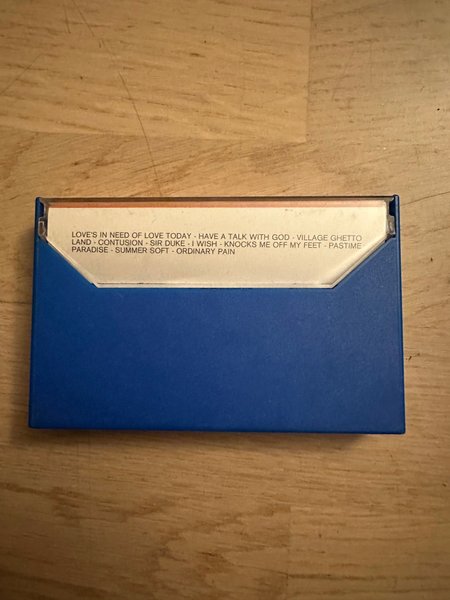 LOVE'S IN NEED OF LOVE TODAY - HAVE A TALK WITH GOD - VILLAGE GHETTO
LAND - CONTUSION - SIR DUKE - I WISH - KNOCKS ME OFF MY FEET - PASTIME
PARADISE - SUMMER SOFT - ORDINARY PAIN